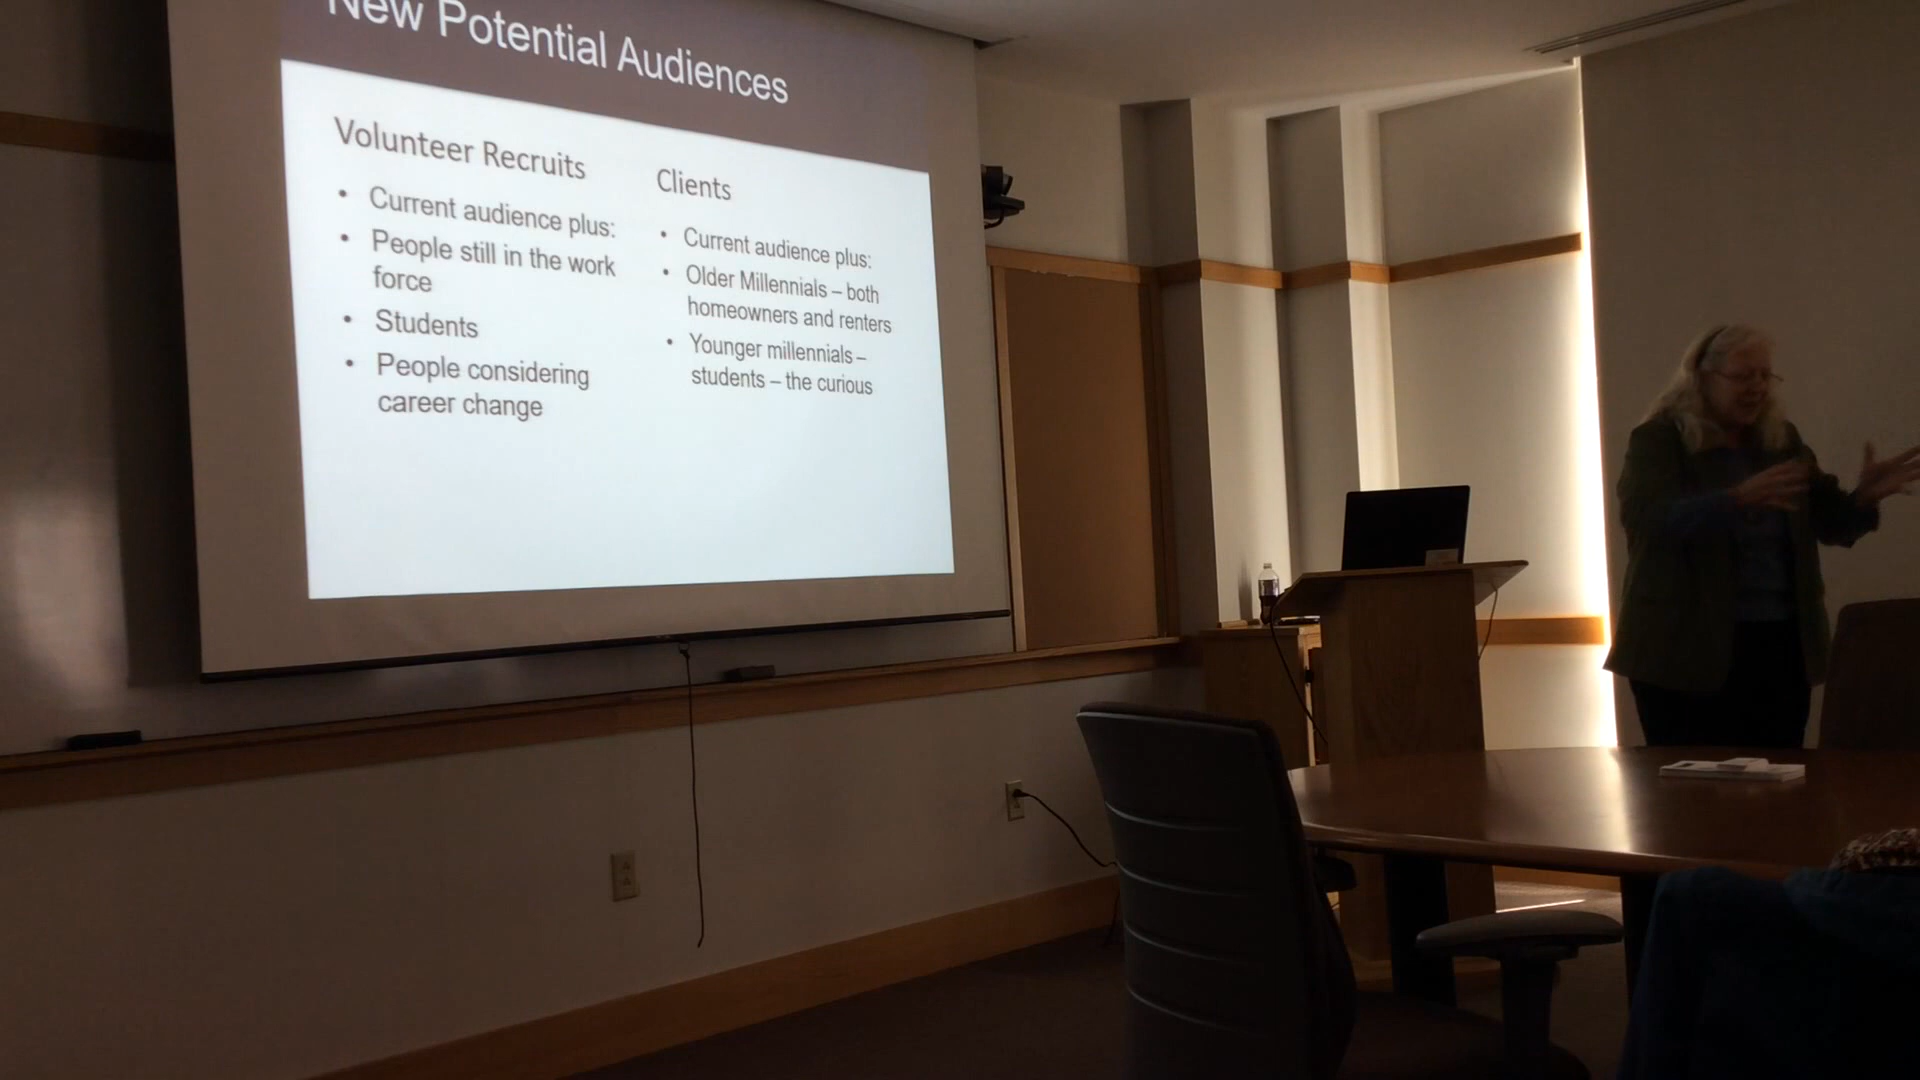 New Potential Audiences
Volunteer Recruits
• Current audience plus:
• People still in the work
force
• Students
• People considering
career change
Clients
• Current audience plus:
• Older Millennials – both
homeowners and renters
• Younger millennials –
students – the curious